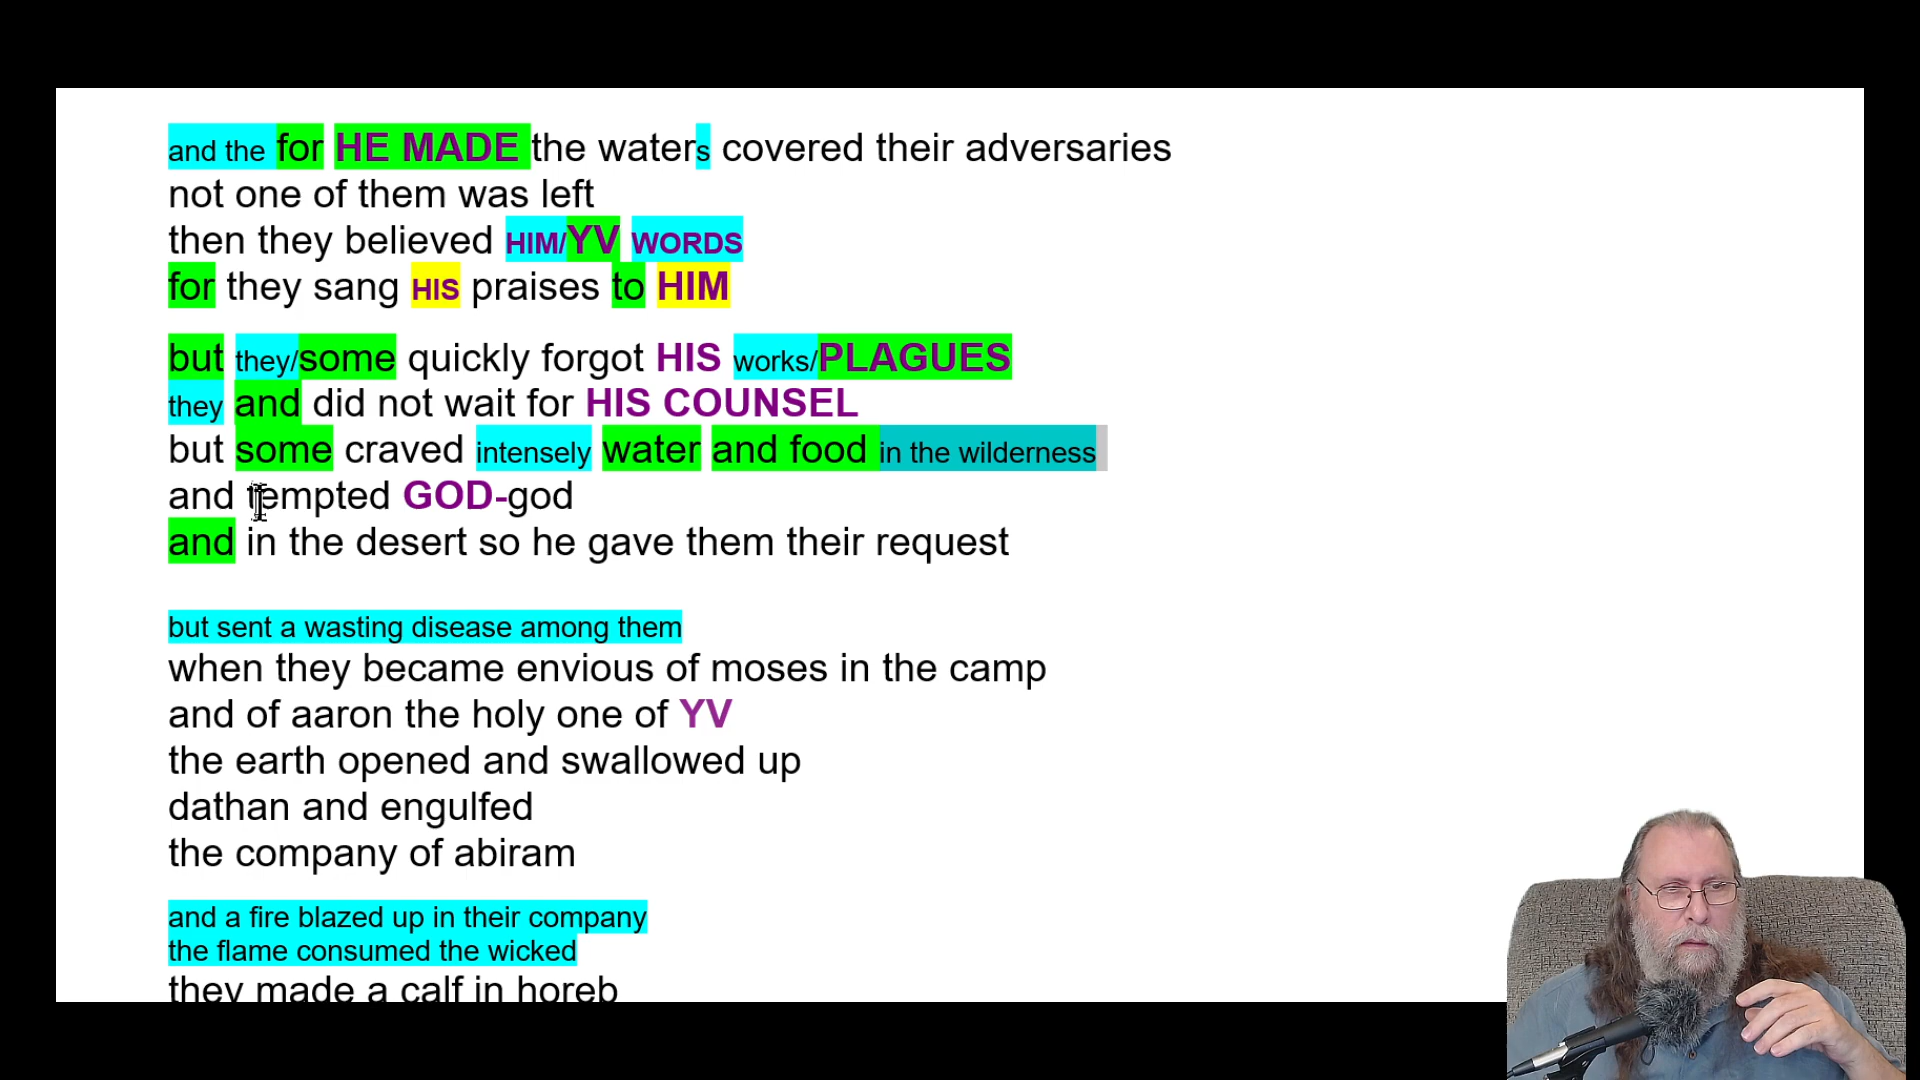 and the for HE MADE the waters covered their adversaries
not one of them was left
then they believed HIM/YV WORDS
for they sang HIS praises to HIM
but they/some quickly forgot HIS works/PLAGUES
they and did not wait for HIS COUNSEL
but some craved intensely water and food in the wilderness
and tempted GOD-god
and in the desert so he gave them their request
but sent a wasting disease among them
when they became envious of moses in the camp
and of aaron the holy one of YV
the earth opened and swallowed up
dathan and engulfed
the company of abiram
and a fire blazed up in their company
the flame consumed the wicked
they made a calf in horeb